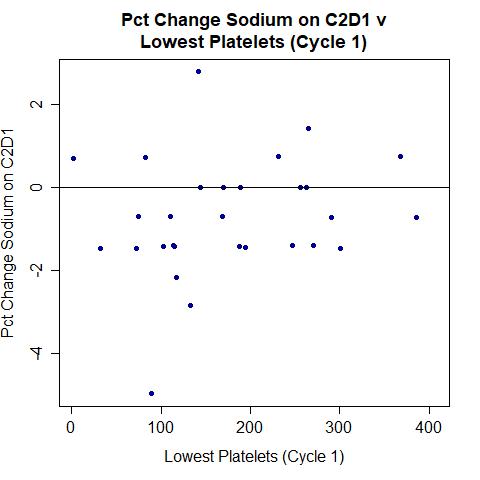 Pct Change Sodium on C2D1 v
Lowest Platelets (Cycle 1)
Pct Change Sodium on C2D1
2
0
-2
-4
0 100 200 300 400
Lowest Platelets (Cycle 1)